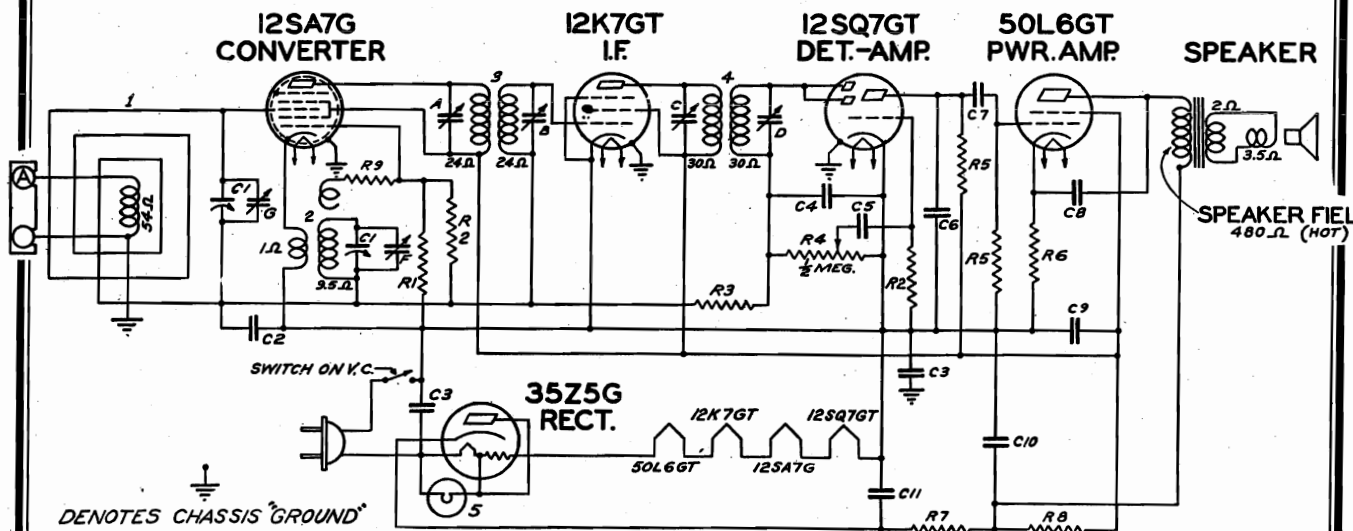 12SA7G
CONVERTER
12K7GT
I.F.
12SQ7GT
DET.-AMP.
50L6GT
PWR. AMP.
SPEAKER
1
3
4
2Ω
A
B
C
D
C7
24Ω
24Ω
30Ω
30Ω
3.5Ω
R9
R5
A
54Ω
C1
G
2
C1
F
R
2
C4
C5
C6
C8
SPEAKER FIEL
480Ω (HOT)
1Ω
R1
R4
½ MEG.
R2
R5
R6
9.5Ω
R3
C2
C9
SWITCH ON V.C.
C3
C3
35Z5G
RECT.
12K7GT
12SQ7GT
50L6GT
12SA7G
C10
5
C11
DENOTES CHASSIS "GROUND"
R7
R8